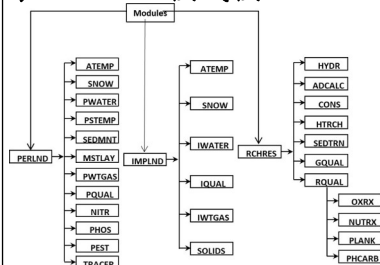 Modules
PERLND
ATEMP
SNOW
PWATER
PSTEMP
SEDMNT
MSTLAY
PWTGAS
PQUAL
NITR
PHOS
PEST
TRACER
IMPLND
ATEMP
SNOW
IWATER
IQUAL
IWTGAS
SOLIDS
RCHRES
HYDR
ADCALC
CONS
HTRCH
SEDTRN
GQUAL
RQUAL
OXRX
NUTRX
PLANK
PHCARB